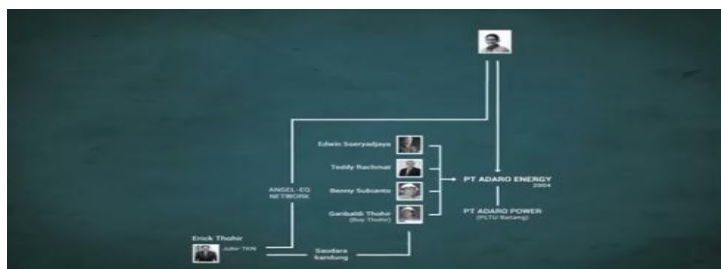 Edwin Soeryadjaya
Teddy Rachmat
Benny Subianto
Garibaldi Thohir
(Boy Thohir)
PT ADARO ENERGY
2004
PT ADARO POWER
(PLTU Batang)
ANGEL-EQ
NETWORK
Erick Thohir
Jubir TKN
Saudara
kandung